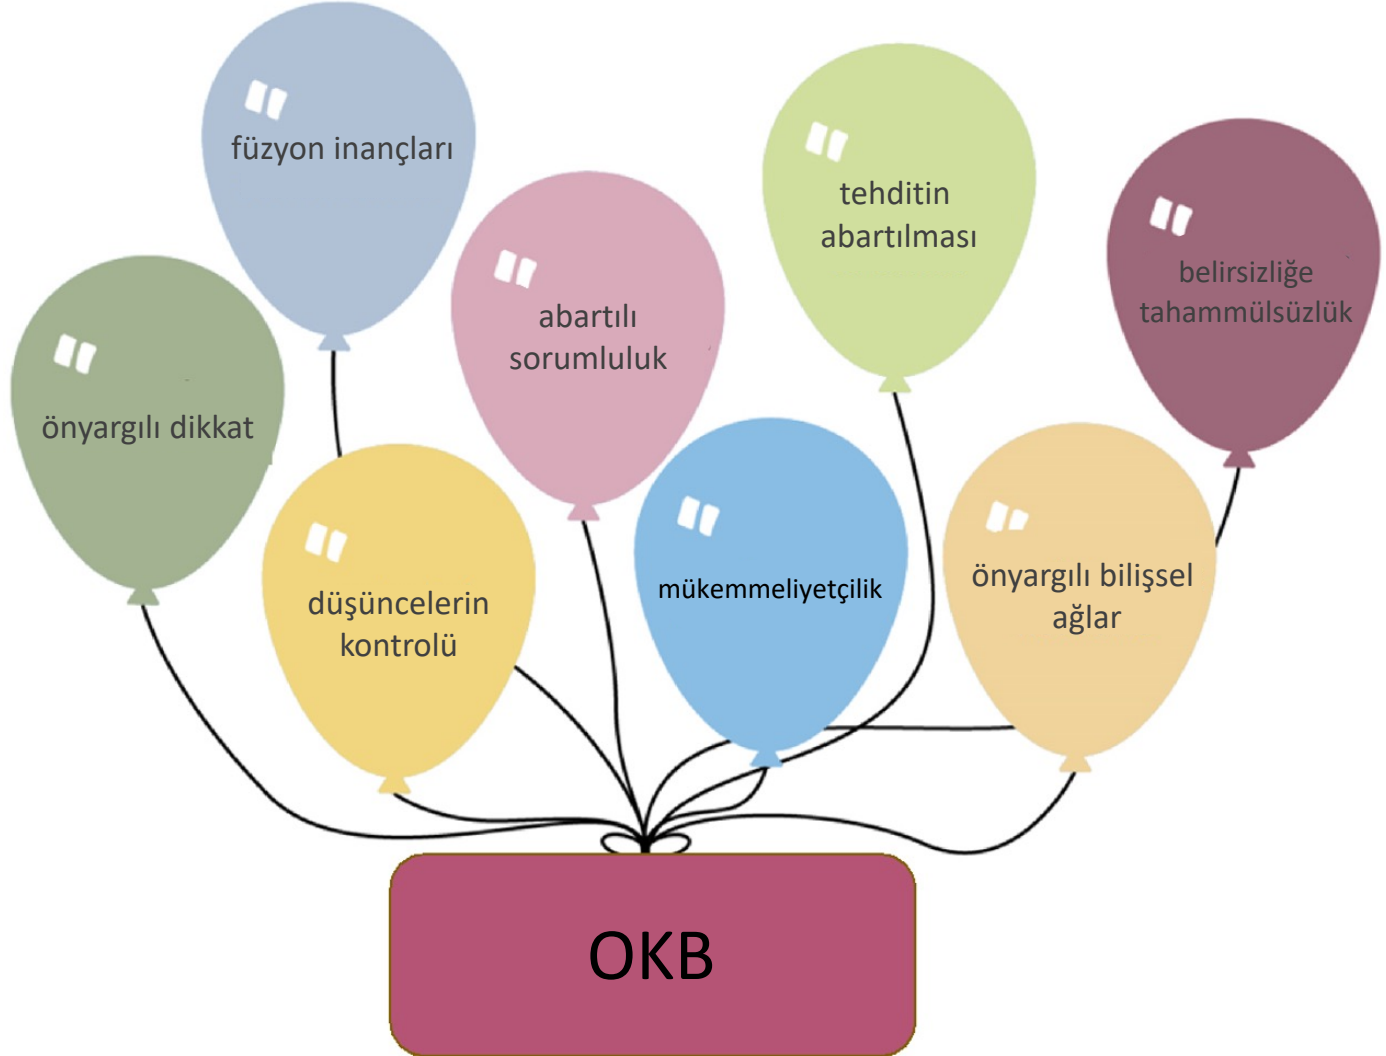 füzyon inançları
tehditin
abartılması
belirsizliğe
tahammülsüzlük
abartılı
sorumluluk
önyargılı dikkat
düşüncelerin
kontrolü
mükemmeliyetçilik
önyargılı bilişsel
ağlar
OKB